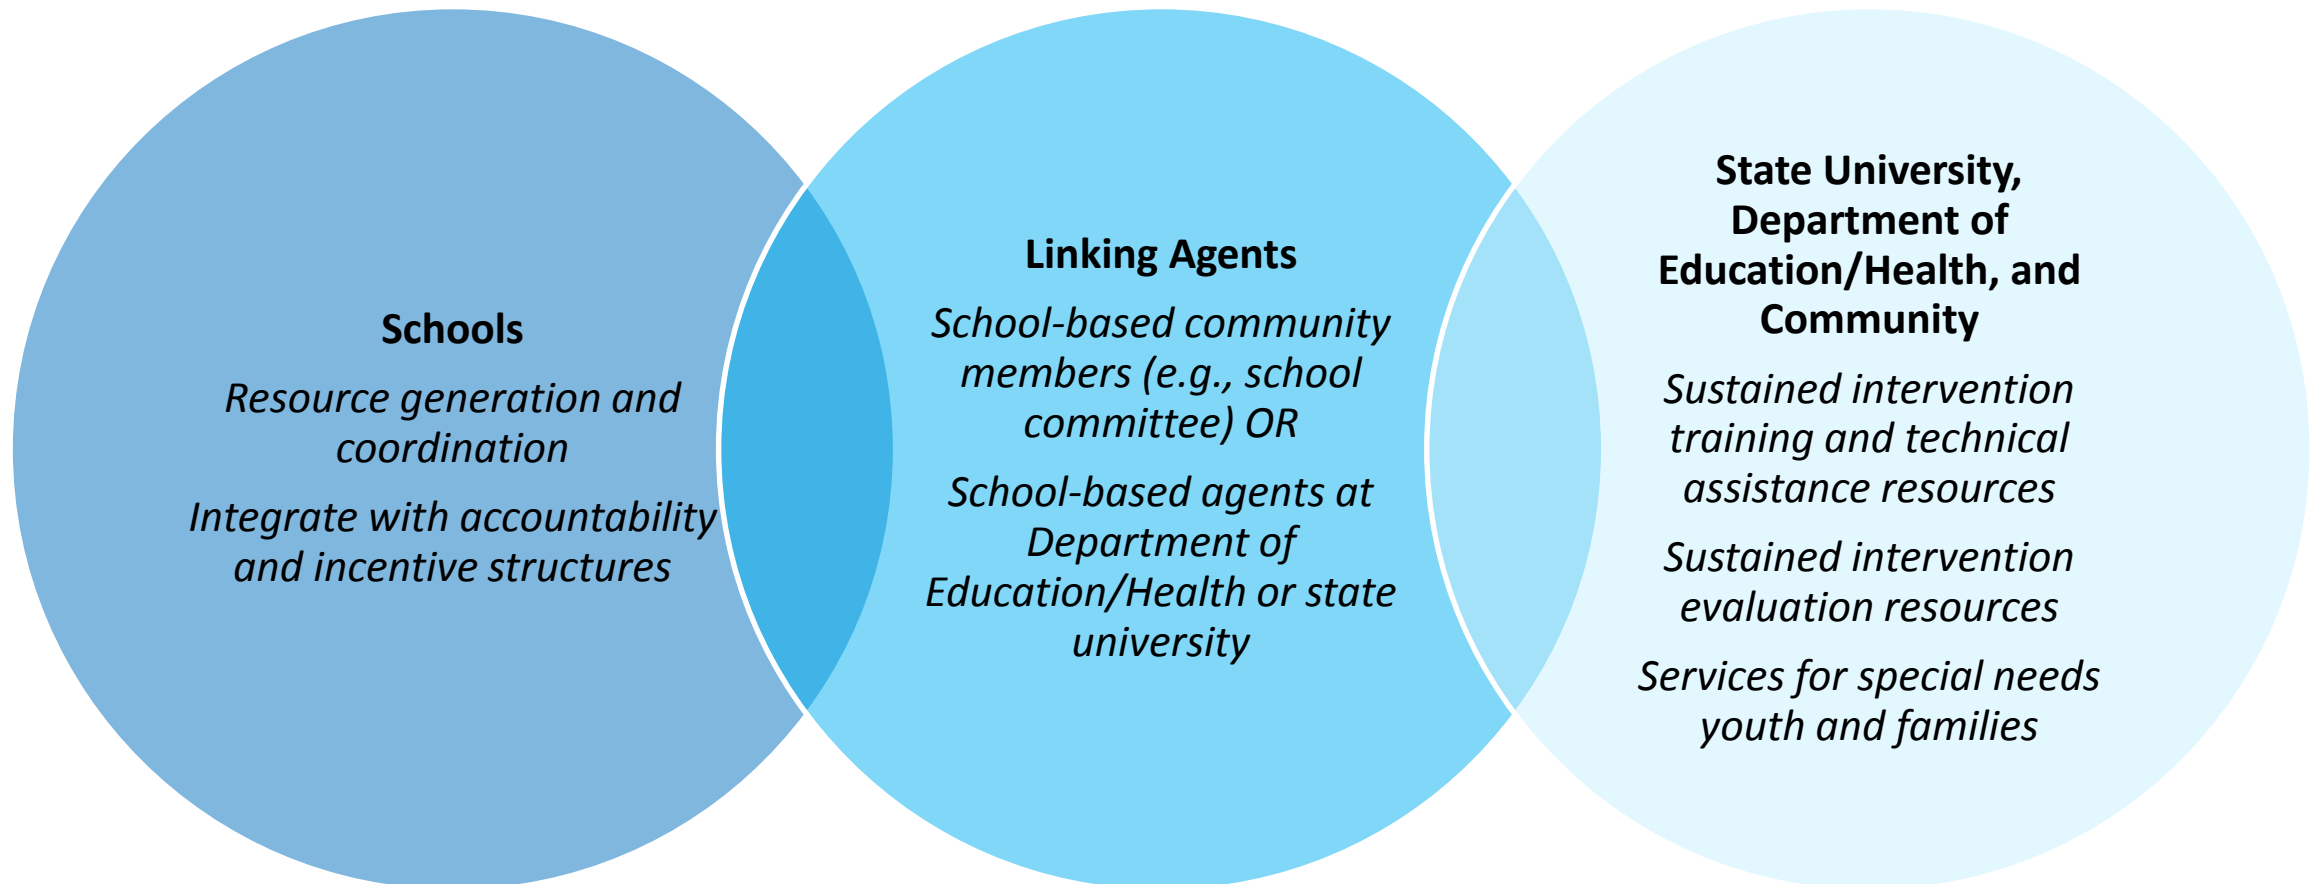 Schools
Resource generation and
coordination
Integrate with accountability
and incentive structures
Linking Agents
School-based community
members (e.g., school
committee) OR
School-based agents at
Department of
Education/Health or state
university
State University,
Department of
Education/Health, and
Community
Sustained intervention
training and technical
assistance resources
Sustained intervention
evaluation resources
Services for special needs
youth and families